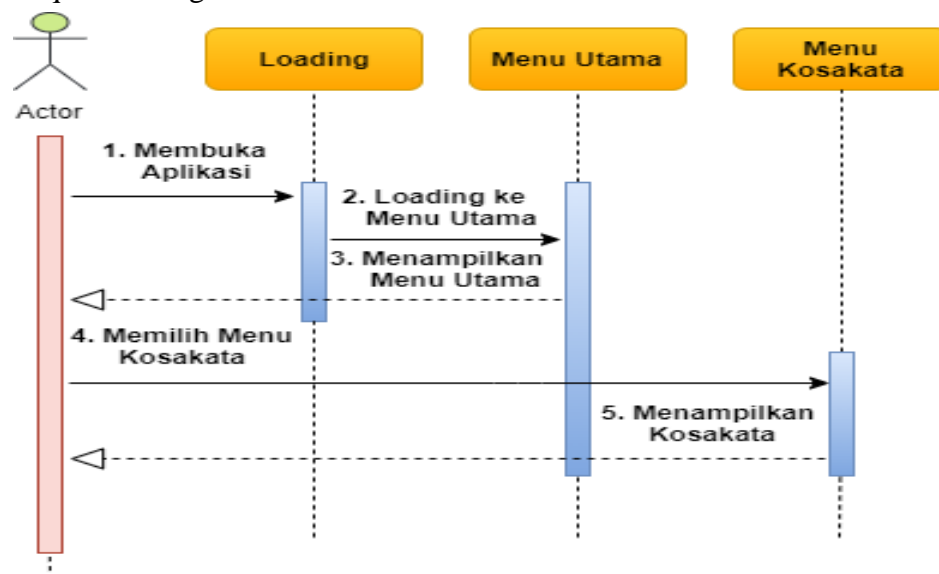 Loading
Menu Utama
Menu
Kosakata
Actor
1. Membuka
Aplikasi
2. Loading ke
Menu Utama
3. Menampilkan
Menu Utama
4. Memilih Menu
Kosakata
5. Menampilkan
Kosakata